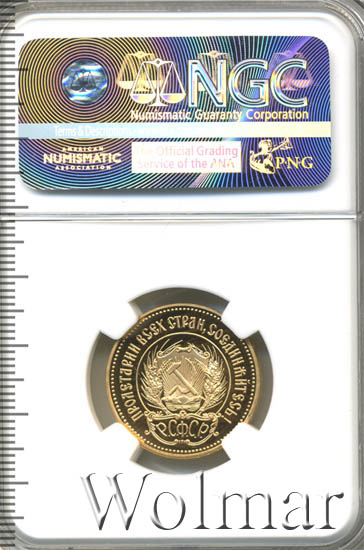 NGC
Numismatic Guaranty Corporation
Terms & Descriptions
AMERICAN
NUMISMATIC
ASSOCIATION
The Official Grading
Service of the ANA
P·N·G
ПРОЛЕТАРИИ ВСЕХ СТРАН, СОЕДИНЯЙТЕСЬ
РСФСР
Wolmar